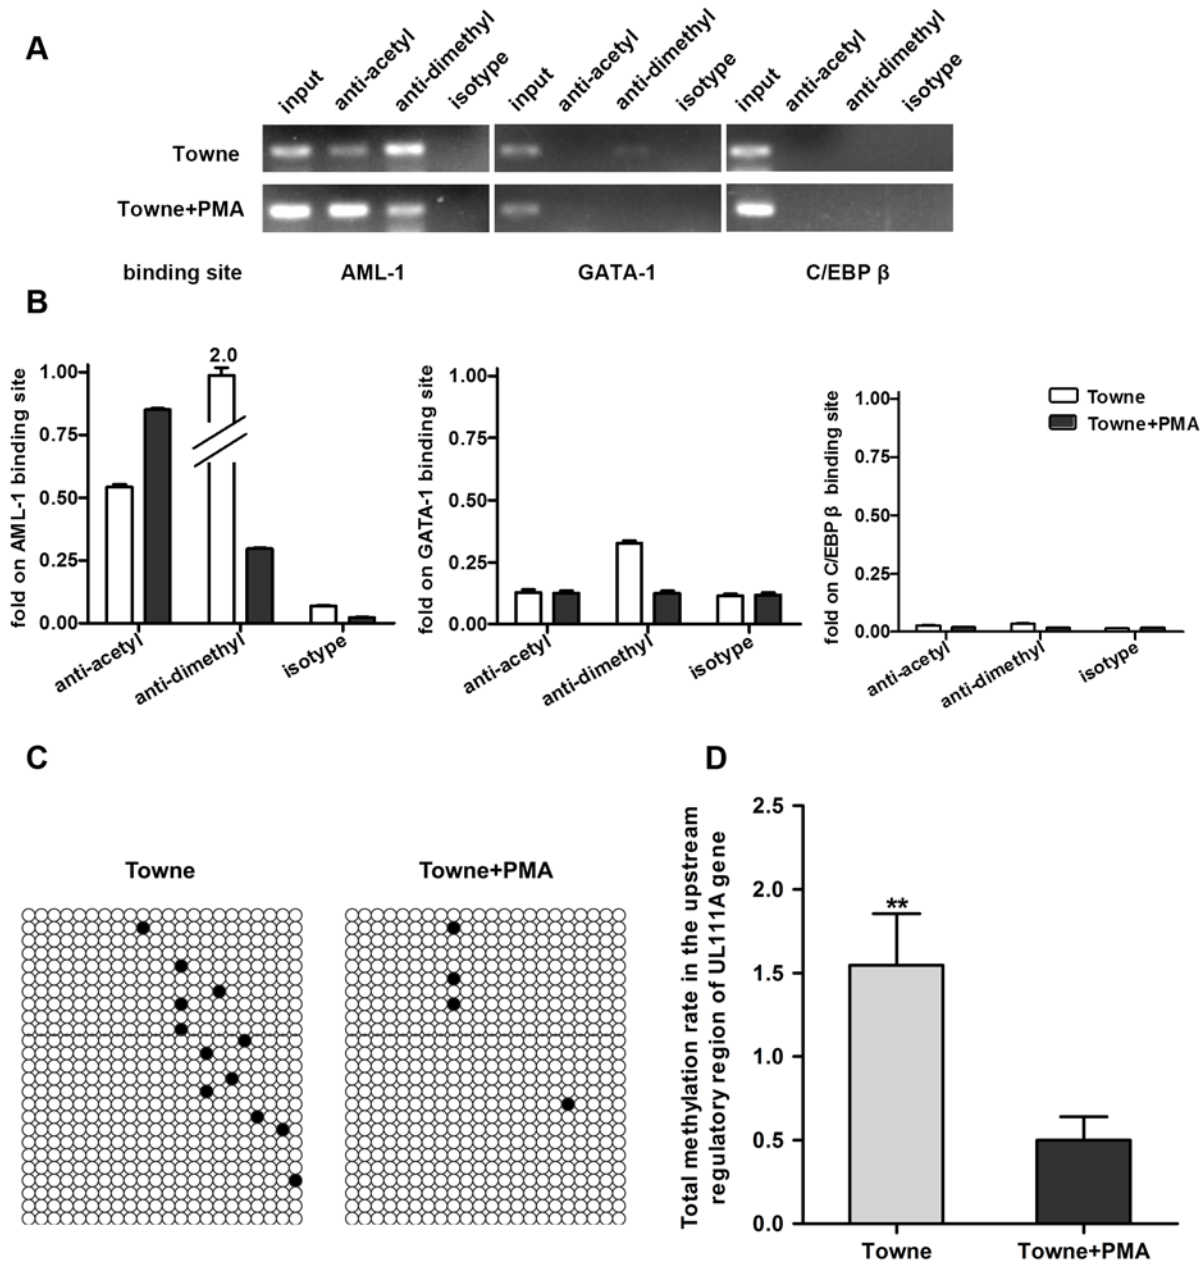 A
input anti-acetyl anti-dimethyl isotype input anti-acetyl anti-dimethyl isotype input anti-acetyl anti-dimethyl isotype
Towne
Towne+PMA
binding site AML-1 GATA-1 C/EBP β
B
fold on AML-1 binding site
1.00
0.75
0.50
0.25
0.00
2.0
anti-acetyl anti-dimethyl isotype
fold on GATA-1 binding site
1.00
0.75
0.50
0.25
0.00
anti-acetyl anti-dimethyl isotype
fold on C/EBP β binding site
1.00
0.75
0.50
0.25
0.00
anti-acetyl anti-dimethyl isotype
Towne
Towne+PMA
C
Towne
Towne+PMA
D
Total methylation rate in the upstream
regulatory region of UL111A gene
2.5
2.0
1.5
1.0
0.5
0.0
**
Towne
Towne+PMA